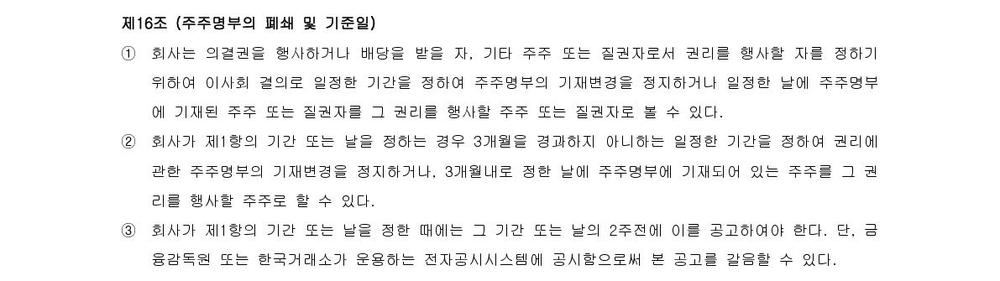 제16조 (주주명부의 폐쇄 및 기준일)
① 회사는 의결권을 행사하거나 배당을 받을 자, 기타 주주 또는 질권자로서 권리를 행사할 자를 정하기
위하여 이사회 결의로 일정한 기간을 정하여 주주명부의 기재변경을 정지하거나 일정한 날에 주주명부
에 기재된 주주 또는 질권자를 그 권리를 행사할 주주 또는 질권자로 볼 수 있다.
② 회사가 제1항의 기간 또는 날을 정하는 경우 3개월을 경과하지 아니하는 일정한 기간을 정하여 권리에
관한 주주명부의 기재변경을 정지하거나, 3개월내로 정한 날에 주주명부에 기재되어 있는 주주를 그 권
리를 행사할 주주로 할 수 있다.
③ 회사가 제1항의 기간 또는 날을 정한 때에는 그 기간 또는 날의 2주전에 이를 공고하여야 한다. 단, 금
융감독원 또는 한국거래소가 운용하는 전자공시시스템에 공시함으로써 본 공고를 갈음할 수 있다.